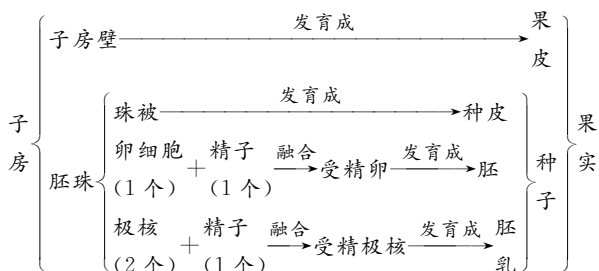 子房
子房壁 发育成 果皮
胚珠
珠被 发育成 种皮
卵细胞(1个) + 精子(1个) 融合 受精卵 发育成 胚
极核(2个) + 精子(1个) 融合 受精极核 发育成 胚乳
种子
果实